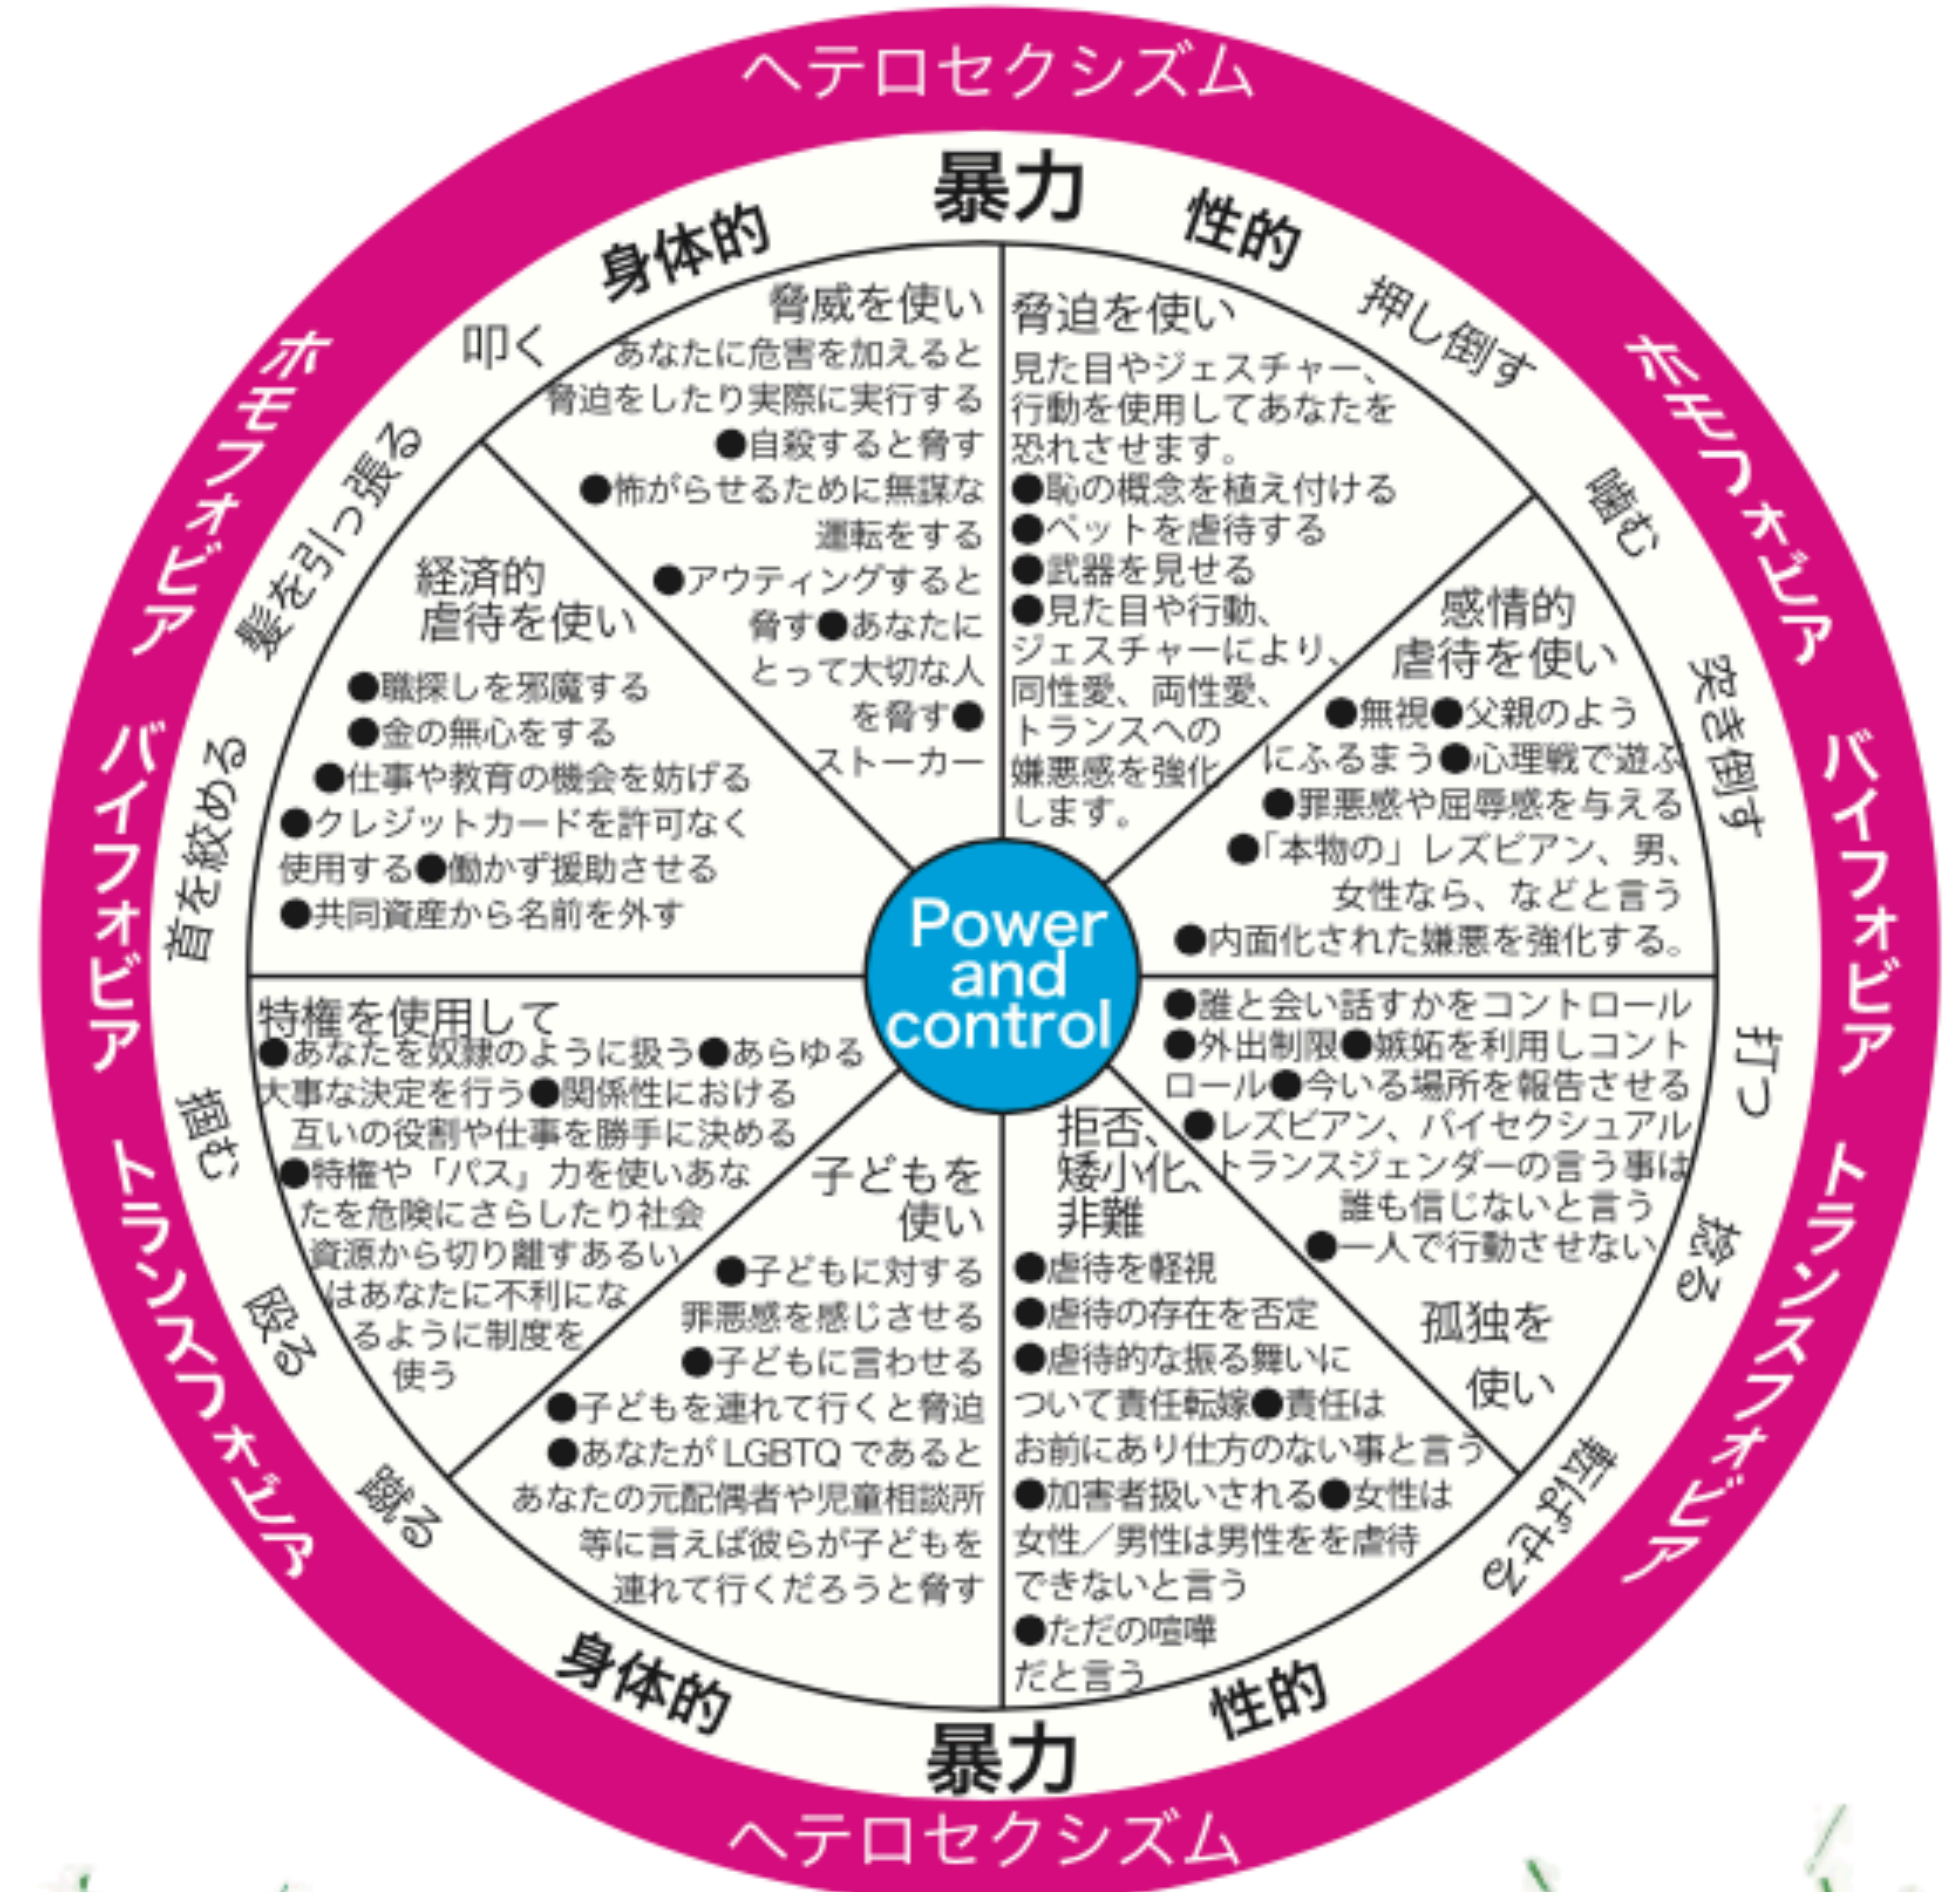 ヘテロセクシズム
ホモフォビア
バイフォビア
トランスフォビア
ヘテロセクシズム
トランスフォビア
バイフォビア
ホモフォビア
暴力
性的
押し倒す
噛む
突き倒す
打つ
捻る
転ばせる
性的
暴力
身体的
蹴る
殴る
掴む
首を絞める
髪を引っ張る
叩く
身体的
脅威を使い
あなたに危害を加えると
脅迫をしたり実際に実行する
●自殺すると脅す
●怖がらせるために無謀な
運転をする
●アウティングすると
脅す●あなたに
とって大切な人
を脅す●
ストーカー
脅迫を使い
見た目やジェスチャー、
行動を使用してあなたを
恐れさせます。
●恥の概念を植え付ける
●ペットを虐待する
●武器を見せる
●見た目や行動、
ジェスチャーにより、
同性愛、両性愛、
トランスへの
嫌悪感を強化
します。
感情的
虐待を使い
●無視●父親のよう
にふるまう●心理戦で遊ぶ
●罪悪感や屈辱感を与える
●「本物の」レズビアン、男、
女性なら、などと言う
●内面化された嫌悪を強化する。
●誰と会い話すかをコントロール
●外出制限●嫉妬を利用しコント
ロール●今いる場所を報告させる
●レズビアン、バイセクシュアル
トランスジェンダーの言う事は
誰も信じないと言う
●一人で行動させない
孤独を
使い
拒否、
矮小化、
非難
●虐待を軽視
●虐待の存在を否定
●虐待的な振る舞いに
ついて責任転嫁●責任は
お前にあり仕方のない事と言う
●加害者扱いされる●女性は
女性／男性は男性をを虐待
できないと言う
●ただの喧嘩
だと言う
子どもを
使い
●子どもに対する
罪悪感を感じさせる
●子どもに言わせる
●子どもを連れて行くと脅迫
●あなたが LGBTQ であると
あなたの元配偶者や児童相談所
等に言えば彼らが子どもを
連れて行くだろうと脅す
特権を使用して
●あなたを奴隷のように扱う●あらゆる
大事な決定を行う●関係性における
互いの役割や仕事を勝手に決める
●特権や「パス」力を使いあな
たを危険にさらしたり社会
資源から切り離すあるい
はあなたに不利にな
るように制度を
使う
経済的
虐待を使い
●職探しを邪魔する
●金の無心をする
●仕事や教育の機会を妨げる
●クレジットカードを許可なく
使用する●働かず援助させる
●共同資産から名前を外す
Power
and
control